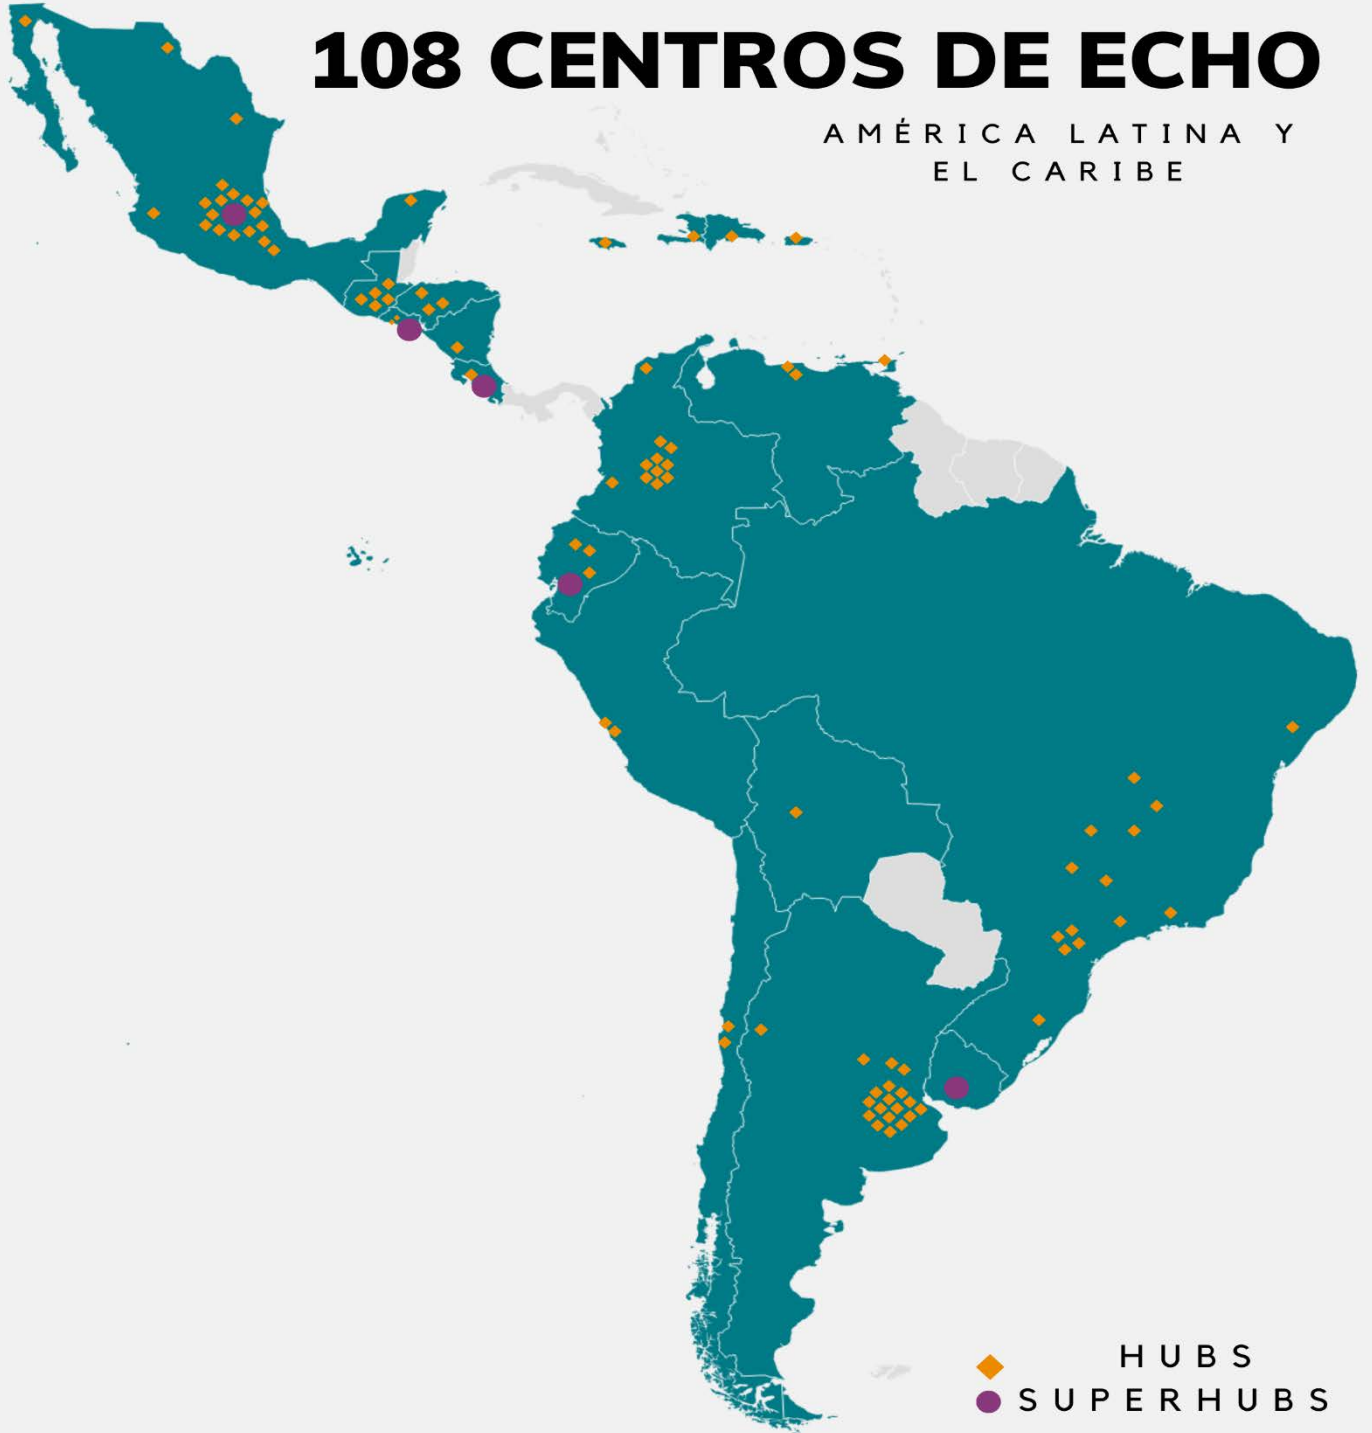 108 CENTROS DE ECHO
AMÉRICA LATINA Y
EL CARIBE
HUBS
SUPERHUBS